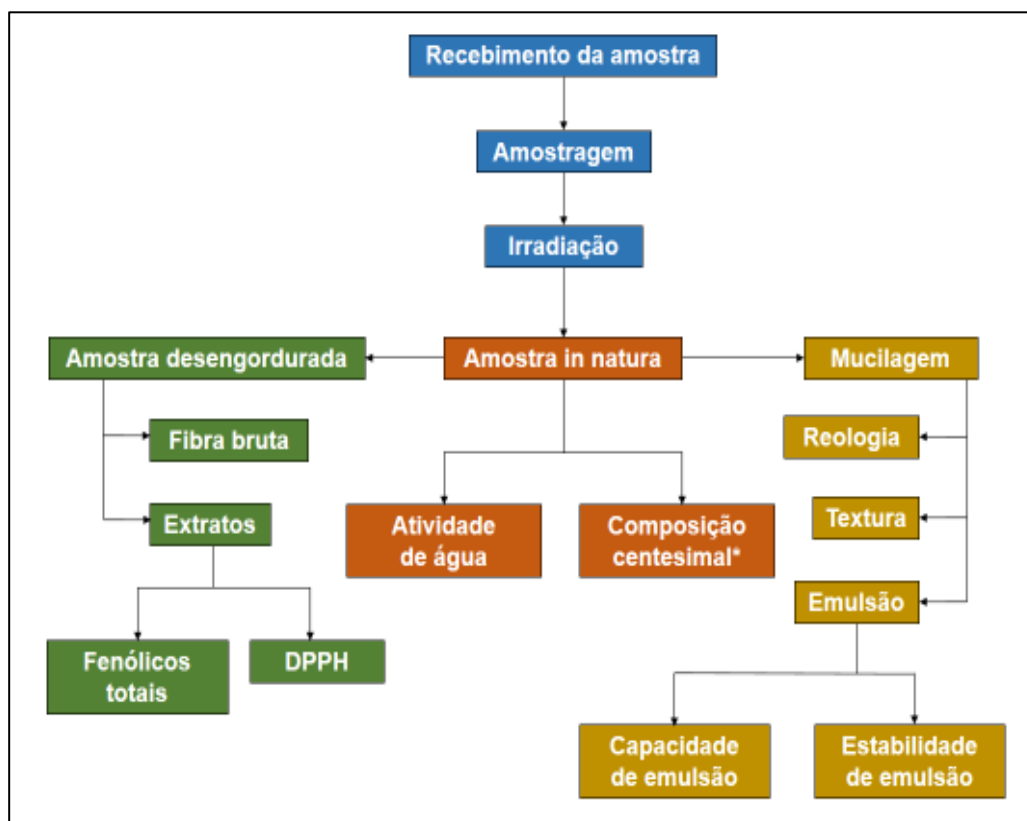 Recebimento da amostra
Amostragem
Irradiação
Amostra desengordurada
Amostra in natura
Mucilagem
Fibra bruta
Reologia
Extratos
Atividade
de água
Composição
centesimal*
Textura
Emulsão
Fenólicos
totais
DPPH
Capacidade
de emulsão
Estabilidade
de emulsão